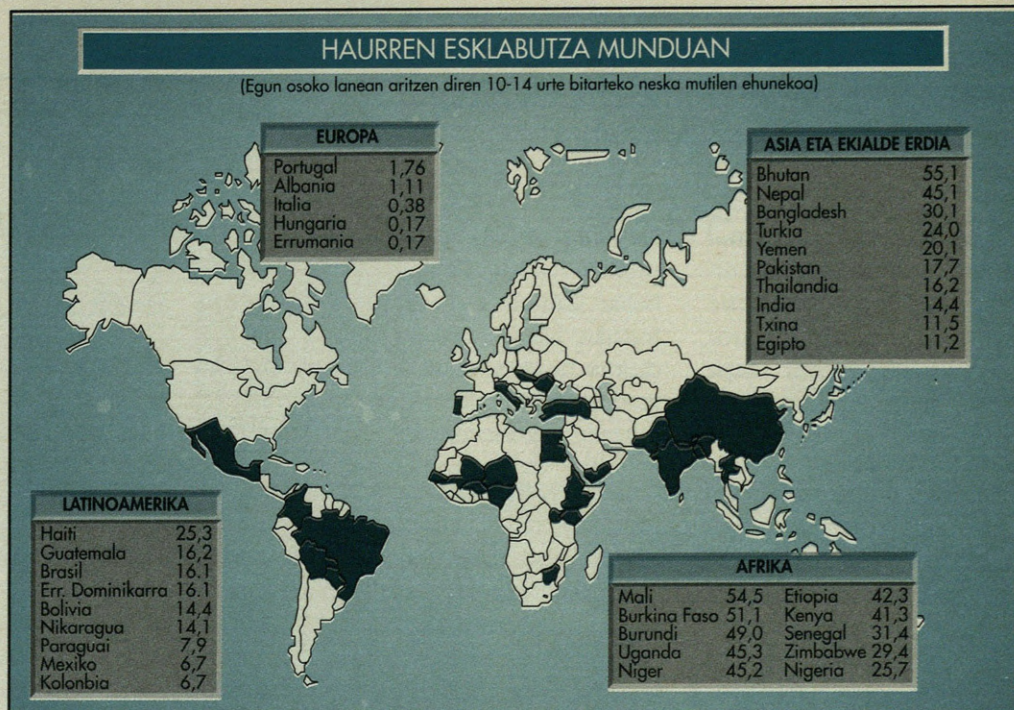 HAURREN ESKLABUTZA MUNDUAN
(Egun osoko lanean aritzen diren 10-14 urte bitarteko neska mutilen ehunekoa)
EUROPA
Portugal 1,76
Albania 1,11
Italia 0,38
Hungaria 0,17
Errumania 0,17
ASIA ETA EKIALDE ERDIA
Bhutan 55,1
Nepal 45,1
Bangladesh 30,1
Turkia 24,0
Yemen 20,1
Pakistan 17,7
Thailandia 16,2
India 14,4
Txina 11,5
Egipto 11,2
LATINOAMERIKA
Haiti 25,3
Guatemala 16,2
Brasil 16.1
Err. Dominikarra 16.1
Bolivia 14,4
Nikaragua 14,1
Paraguai 7,9
Mexiko 6,7
Kolonbia 6,7
AFRIKA
Mali 54,5 Etiopia 42,3
Burkina Faso 51,1 Kenya 41,3
Burundi 49,0 Senegal 31,4
Uganda 45,3 Zimbabwe 29,4
Niger 45,2 Nigeria 25,7